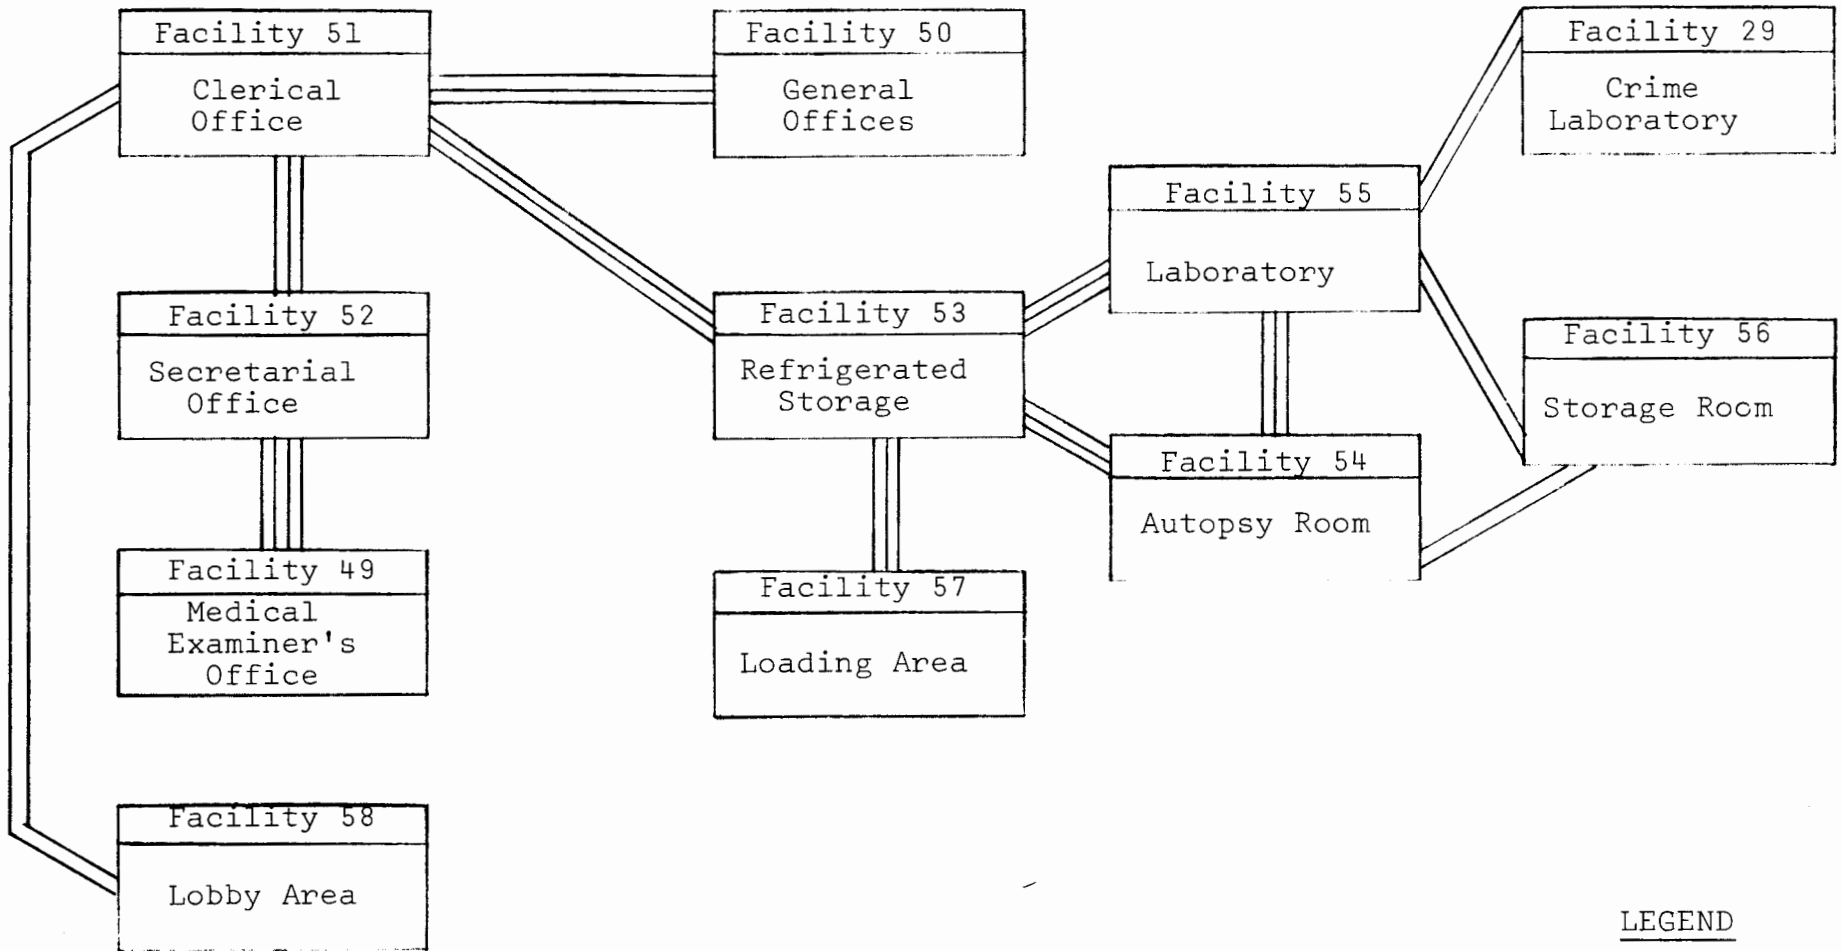 Facility 51
Clerical
Office
Facility 50
General
Offices
Facility 29
Crime
Laboratory
Facility 55
Laboratory
Facility 52
Secretarial
Office
Facility 53
Refrigerated
Storage
Facility 56
Storage Room
Facility 54
Autopsy Room
Facility 49
Medical
Examiner's
Office
Facility 57
Loading Area
Facility 58
Lobby Area
LEGEND